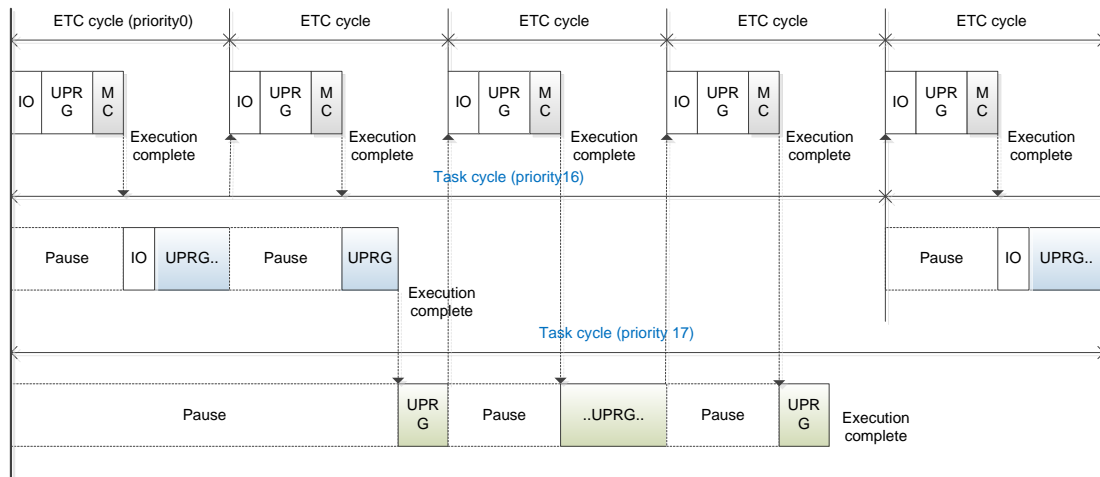 ETC cycle (priority0) ETC cycle ETC cycle ETC cycle ETC cycle
IO UPR M IO UPR M IO UPR M IO UPR M IO UPR M
G C G C G C G C G C
Execution Execution Execution Execution Execution
complete complete complete complete complete
Task cycle (priority16)
Pause IO UPRG.. Pause UPRG Pause IO UPRG..
Execution
complete
Task cycle (priority 17)
Pause UPR Pause ..UPRG.. Pause UPR Execution
G G complete